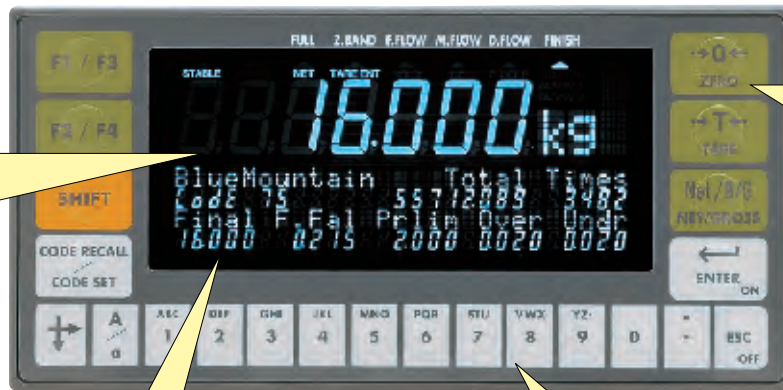 FULL Z.BAND F.FLOW M.FLOW D.FLOW FINISH
STABLE NET TARE ENT
16.000 kg
BlueMountain Total Times
Code 75 55712.089 3482
Final F.Fal Prlim Over Undr
16.000 0.215 2.000 0.020 0.020
F1 / F3
F2 / F4
SHIFT
CODE RECALL
CODE SET
→0←
ZERO
→T←
TARE
Net/B/G
NET/GROSS
ENTER
ON
A/a
ABC 1
DEF 2
GHI 3
JKL 4
MNO 5
PQR 6
STU 7
VWX 8
YZ- 9
ESC
OFF